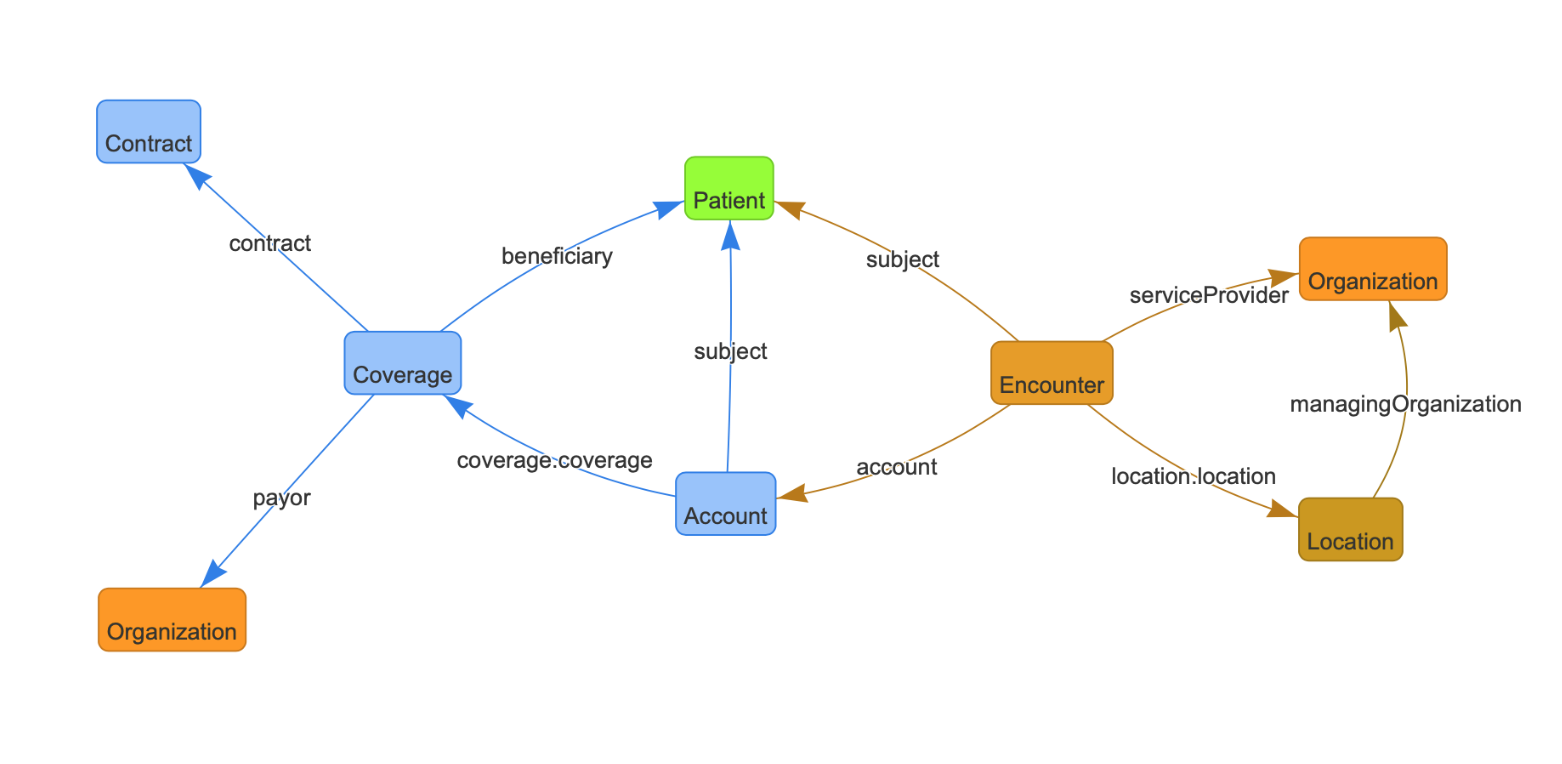 Contract
Patient
contract
beneficiary
subject
Organization
serviceProvider
subject
Coverage
Encounter
managingOrganization
coverage.coverage
account
location.location
payor
Account
Location
Organization